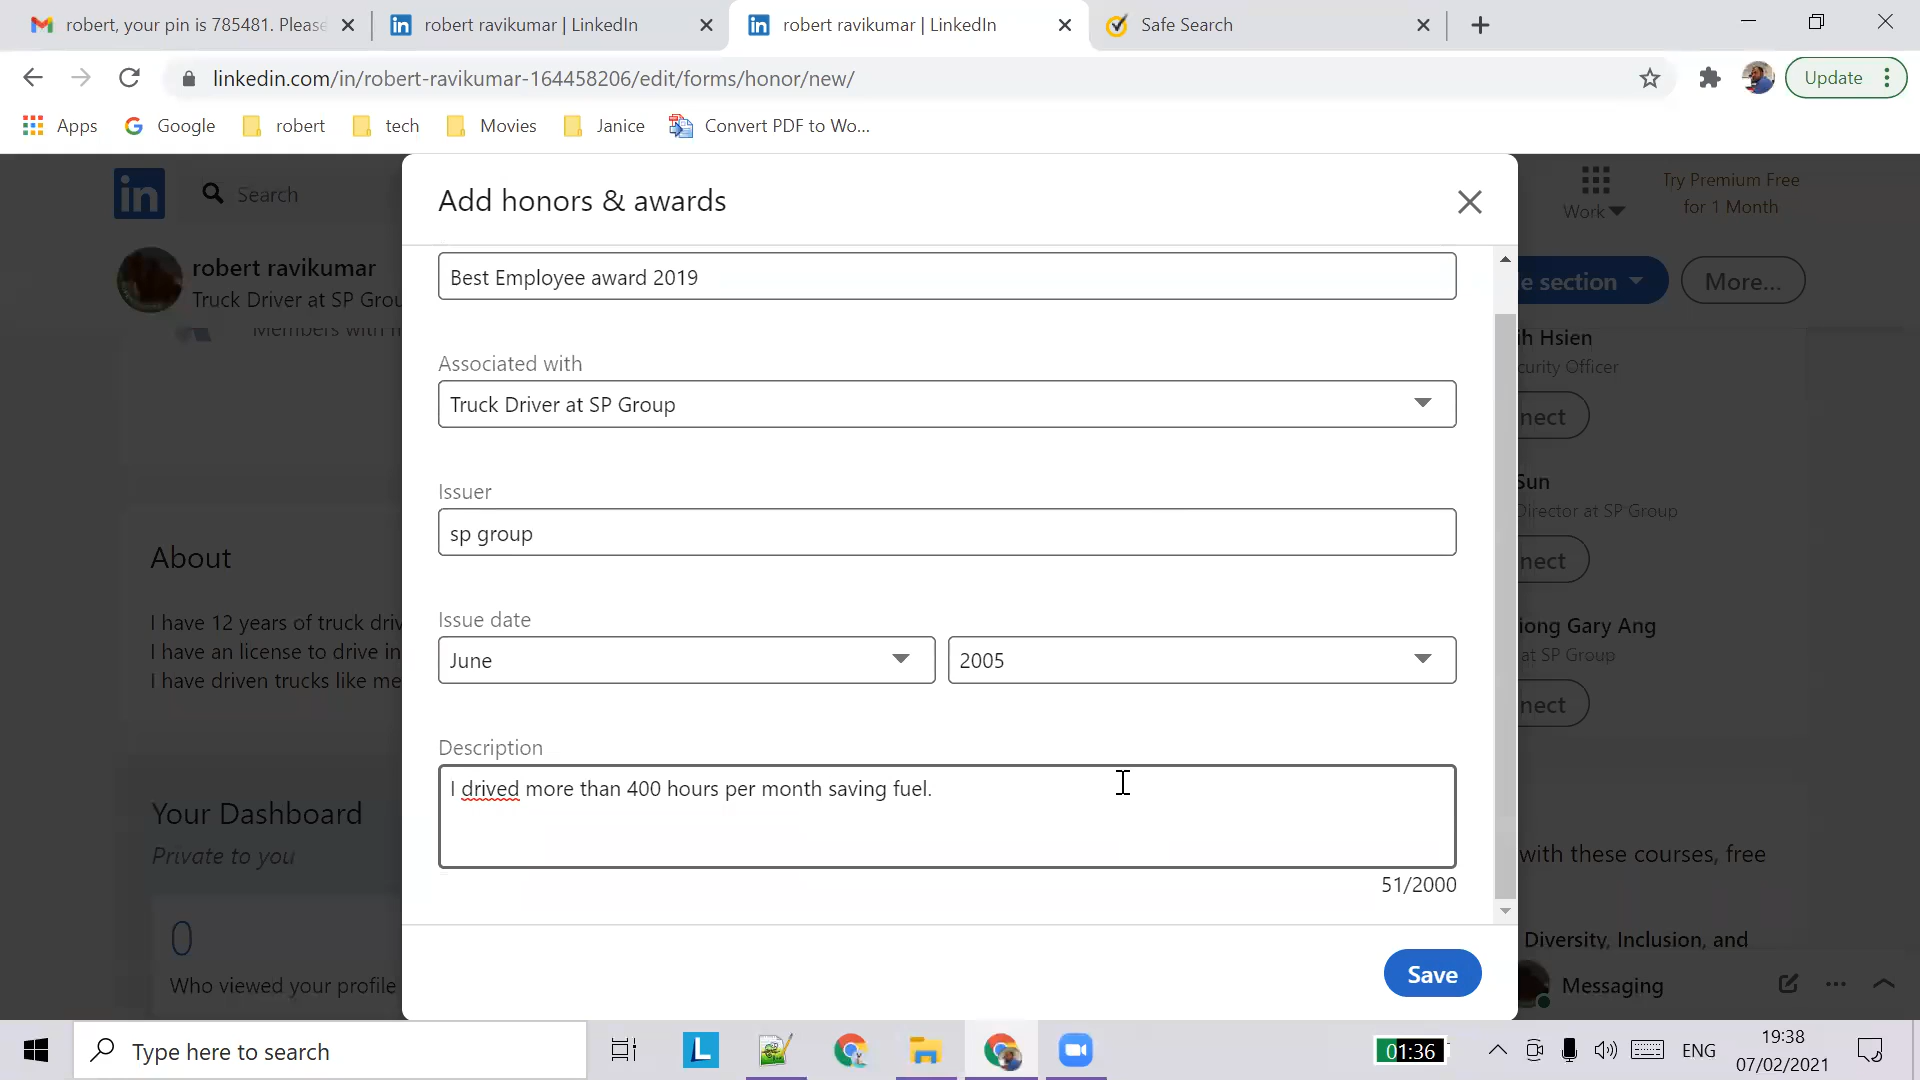 robert, your pin is 785481. Please
robert ravikumar | LinkedIn
robert ravikumar | LinkedIn
Safe Search
linkedin.com/in/robert-ravikumar-164458206/edit/forms/honor/new/
Update
Apps
Google
robert
tech
Movies
Janice
Convert PDF to Wo...
in
Search
Work
Try Premium Free
for 1 Month
robert ravikumar
Truck Driver at SP Grou
e section
More...
Members with
Add honors & awards
Best Employee award 2019
Associated with
Truck Driver at SP Group
Issuer
sp group
Issue date
June
2005
Description
I drived more than 400 hours per month saving fuel.
51/2000
Save
ih Hsien
curity Officer
nect
Sun
Director at SP Group
nect
iong Gary Ang
at SP Group
nect
About
I have 12 years of truck driv
I have an license to drive in
I have driven trucks like me
Your Dashboard
Private to you
0
Who viewed your profile
with these courses, free
Diversity, Inclusion, and
Messaging
Type here to search
L
01:36
ENG
19:38
07/02/2021